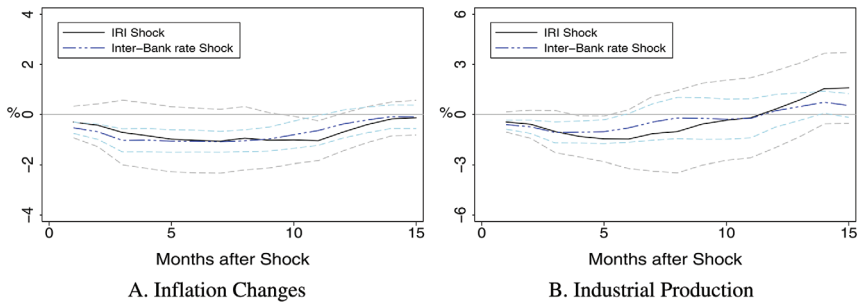 IRI Shock
Inter-Bank rate Shock
%
4
2
0
−2
−4
0
5
10
15
Months after Shock
A. Inflation Changes
IRI Shock
Inter-Bank rate Shock
%
6
3
0
−3
−6
0
5
10
15
Months after Shock
B. Industrial Production